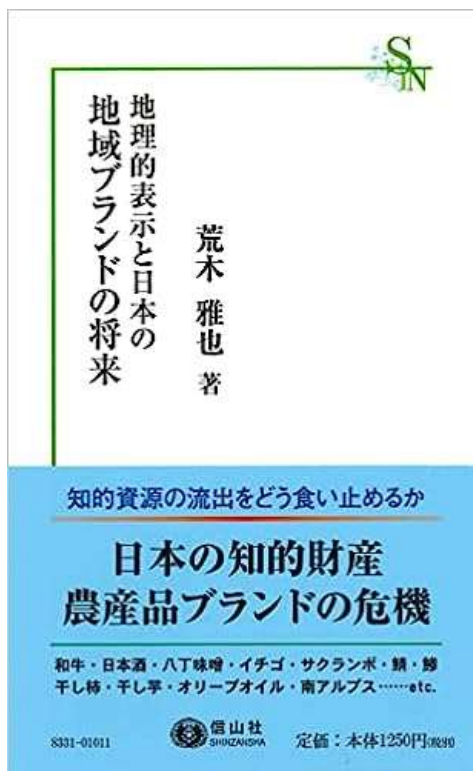 SIN
地理的表示と日本の
地域ブランドの将来
荒木 雅也 著
知的資源の流出をどう食い止めるか
日本の知的財産
農産品ブランドの危機
和牛・日本酒・八丁味噌・イチゴ・サクランボ・鯖・鰺
干し柿・干し芋・オリーブオイル・南アルプス……etc.
8331-01011
信山社
SHINZANSHA
定価：本体1250円(税別)